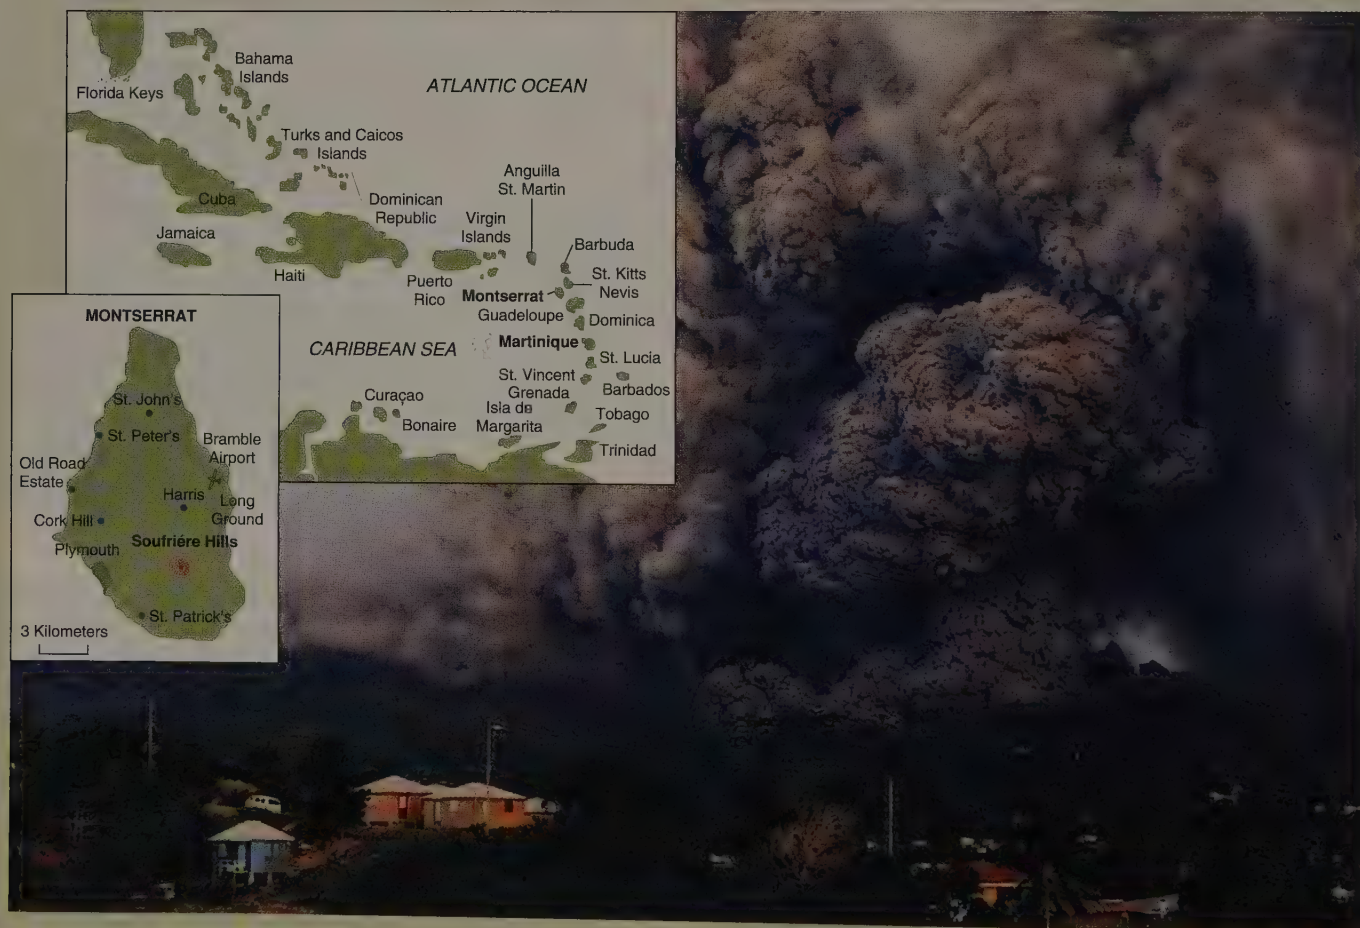 Bahama
Islands
ATLANTIC OCEAN
Florida Keys
Turks and Caicos
Islands
Anguilla
St. Martin
Cuba
Dominican
Republic
Virgin
Islands
Jamaica
Barbuda
Haiti
Puerto
Rico
St. Kitts
Nevis
Montserrat
Guadeloupe
Dominica
CARIBBEAN SEA
Martinique
St. Lucia
St. Vincent
Grenada
Barbados
Curaçao
Bonaire
Isla de
Margarita
Tobago
Trinidad
MONTSERRAT
St. John's
St. Peter's
Bramble
Airport
Old Road
Estate
Harris
Long
Ground
Cork Hill
Plymouth
Soufriére Hills
St. Patrick's
3 Kilometers